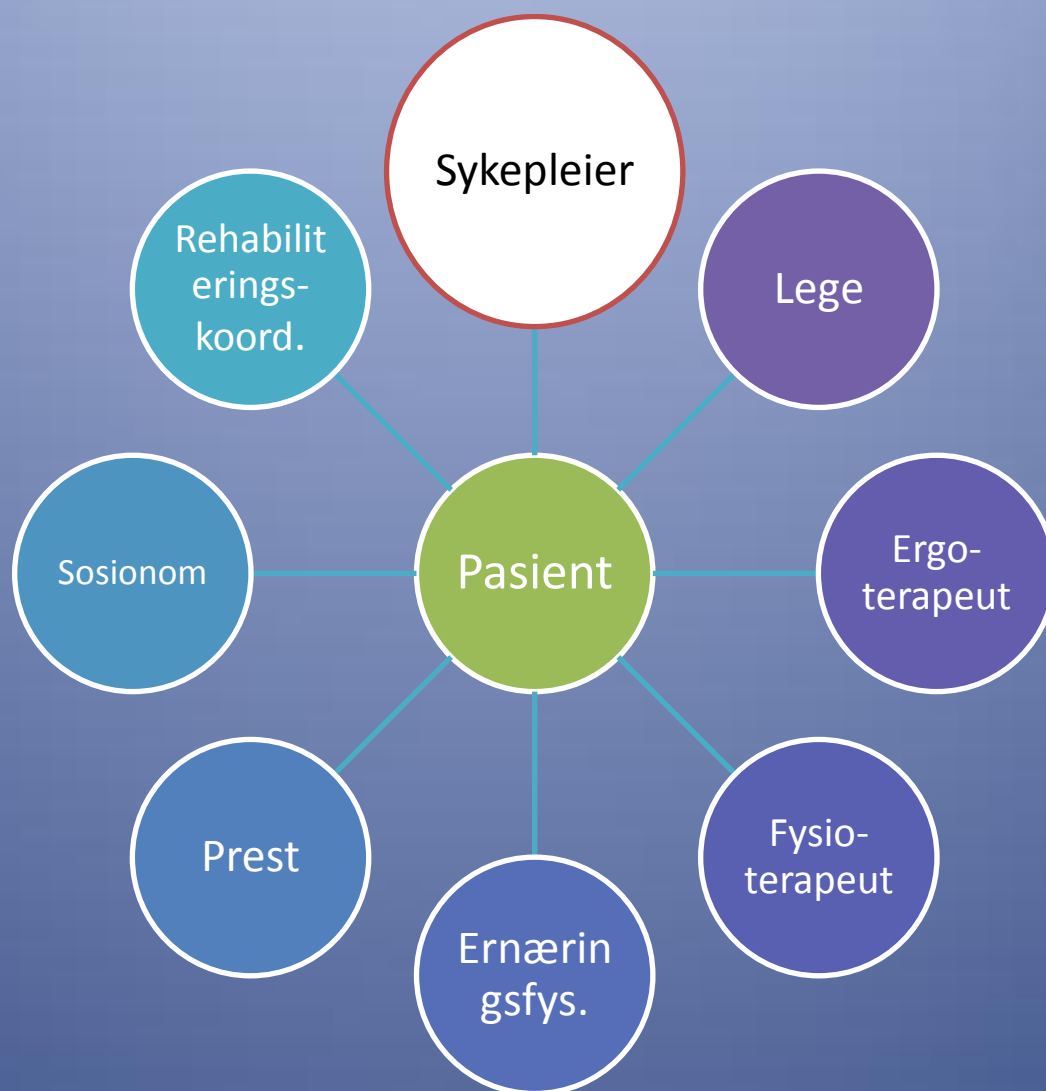 Sykepleier
Lege
Ergo-
terapeut
Fysio-
terapeut
Ernærin
gsfys.
Prest
Sosionom
Rehabilit
erings-
koord.
Pasient